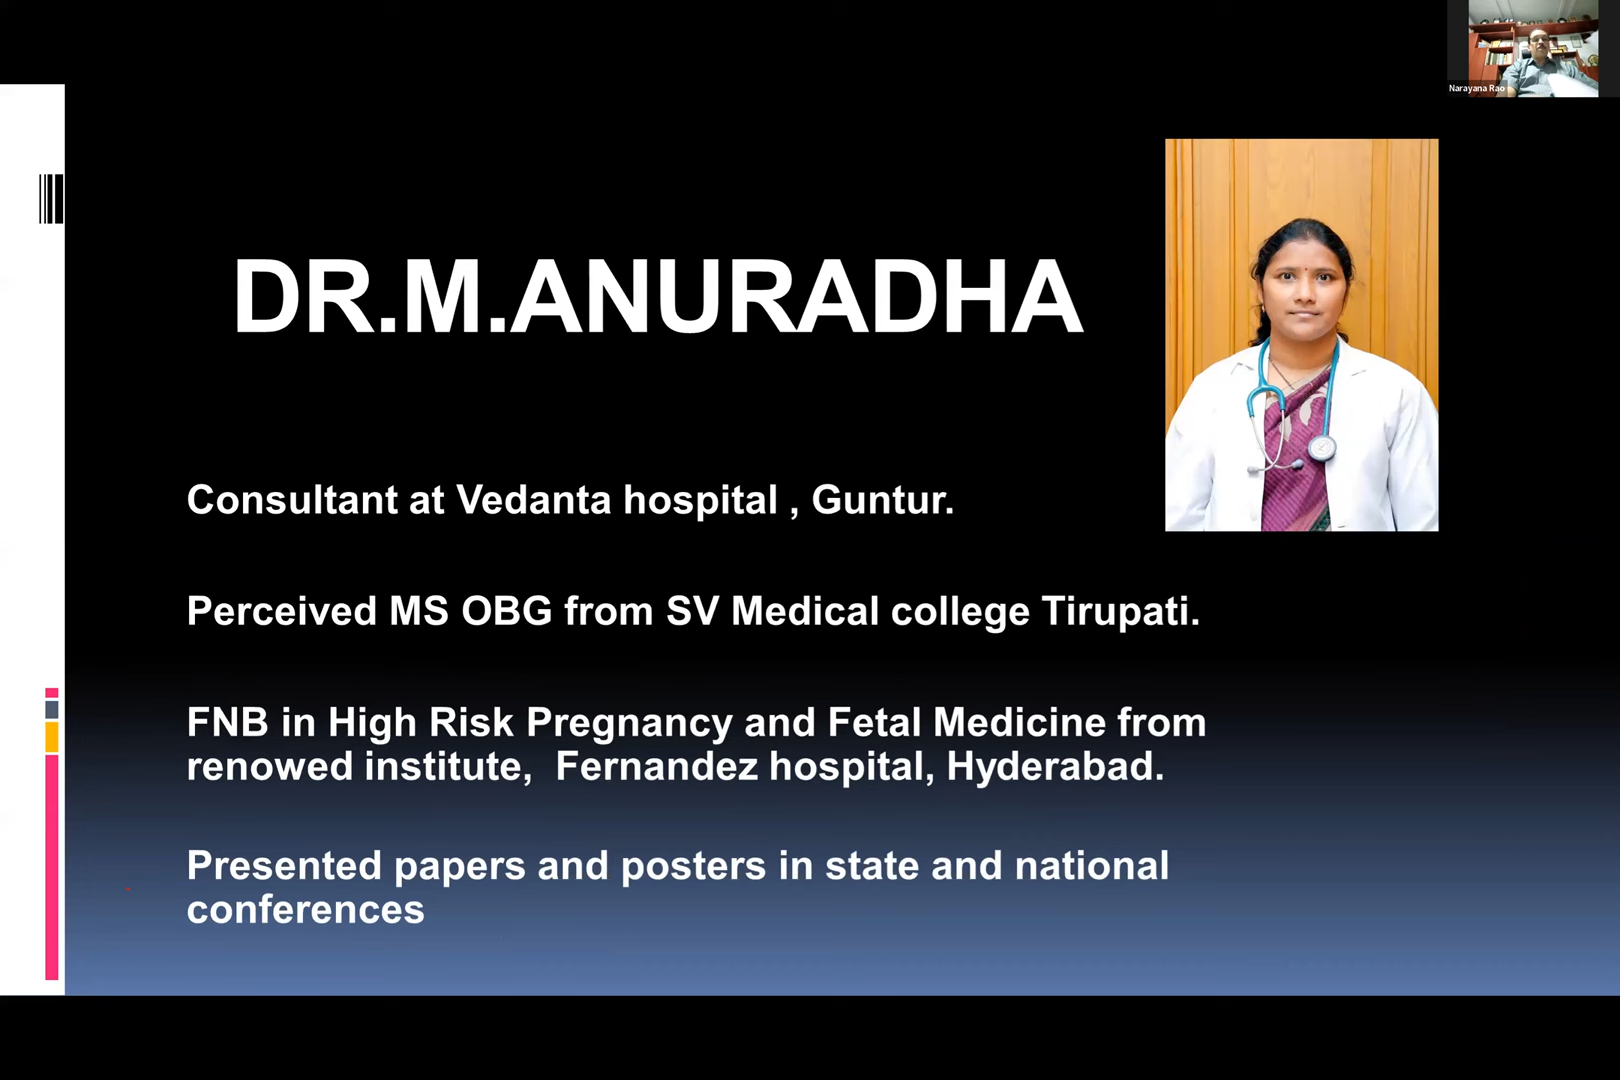 Narayana Rao
DR.M.ANURADHA
Consultant at Vedanta hospital , Guntur.
Perceived MS OBG from SV Medical college Tirupati.
FNB in High Risk Pregnancy and Fetal Medicine from
renowed institute,  Fernandez hospital, Hyderabad.
Presented papers and posters in state and national
conferences